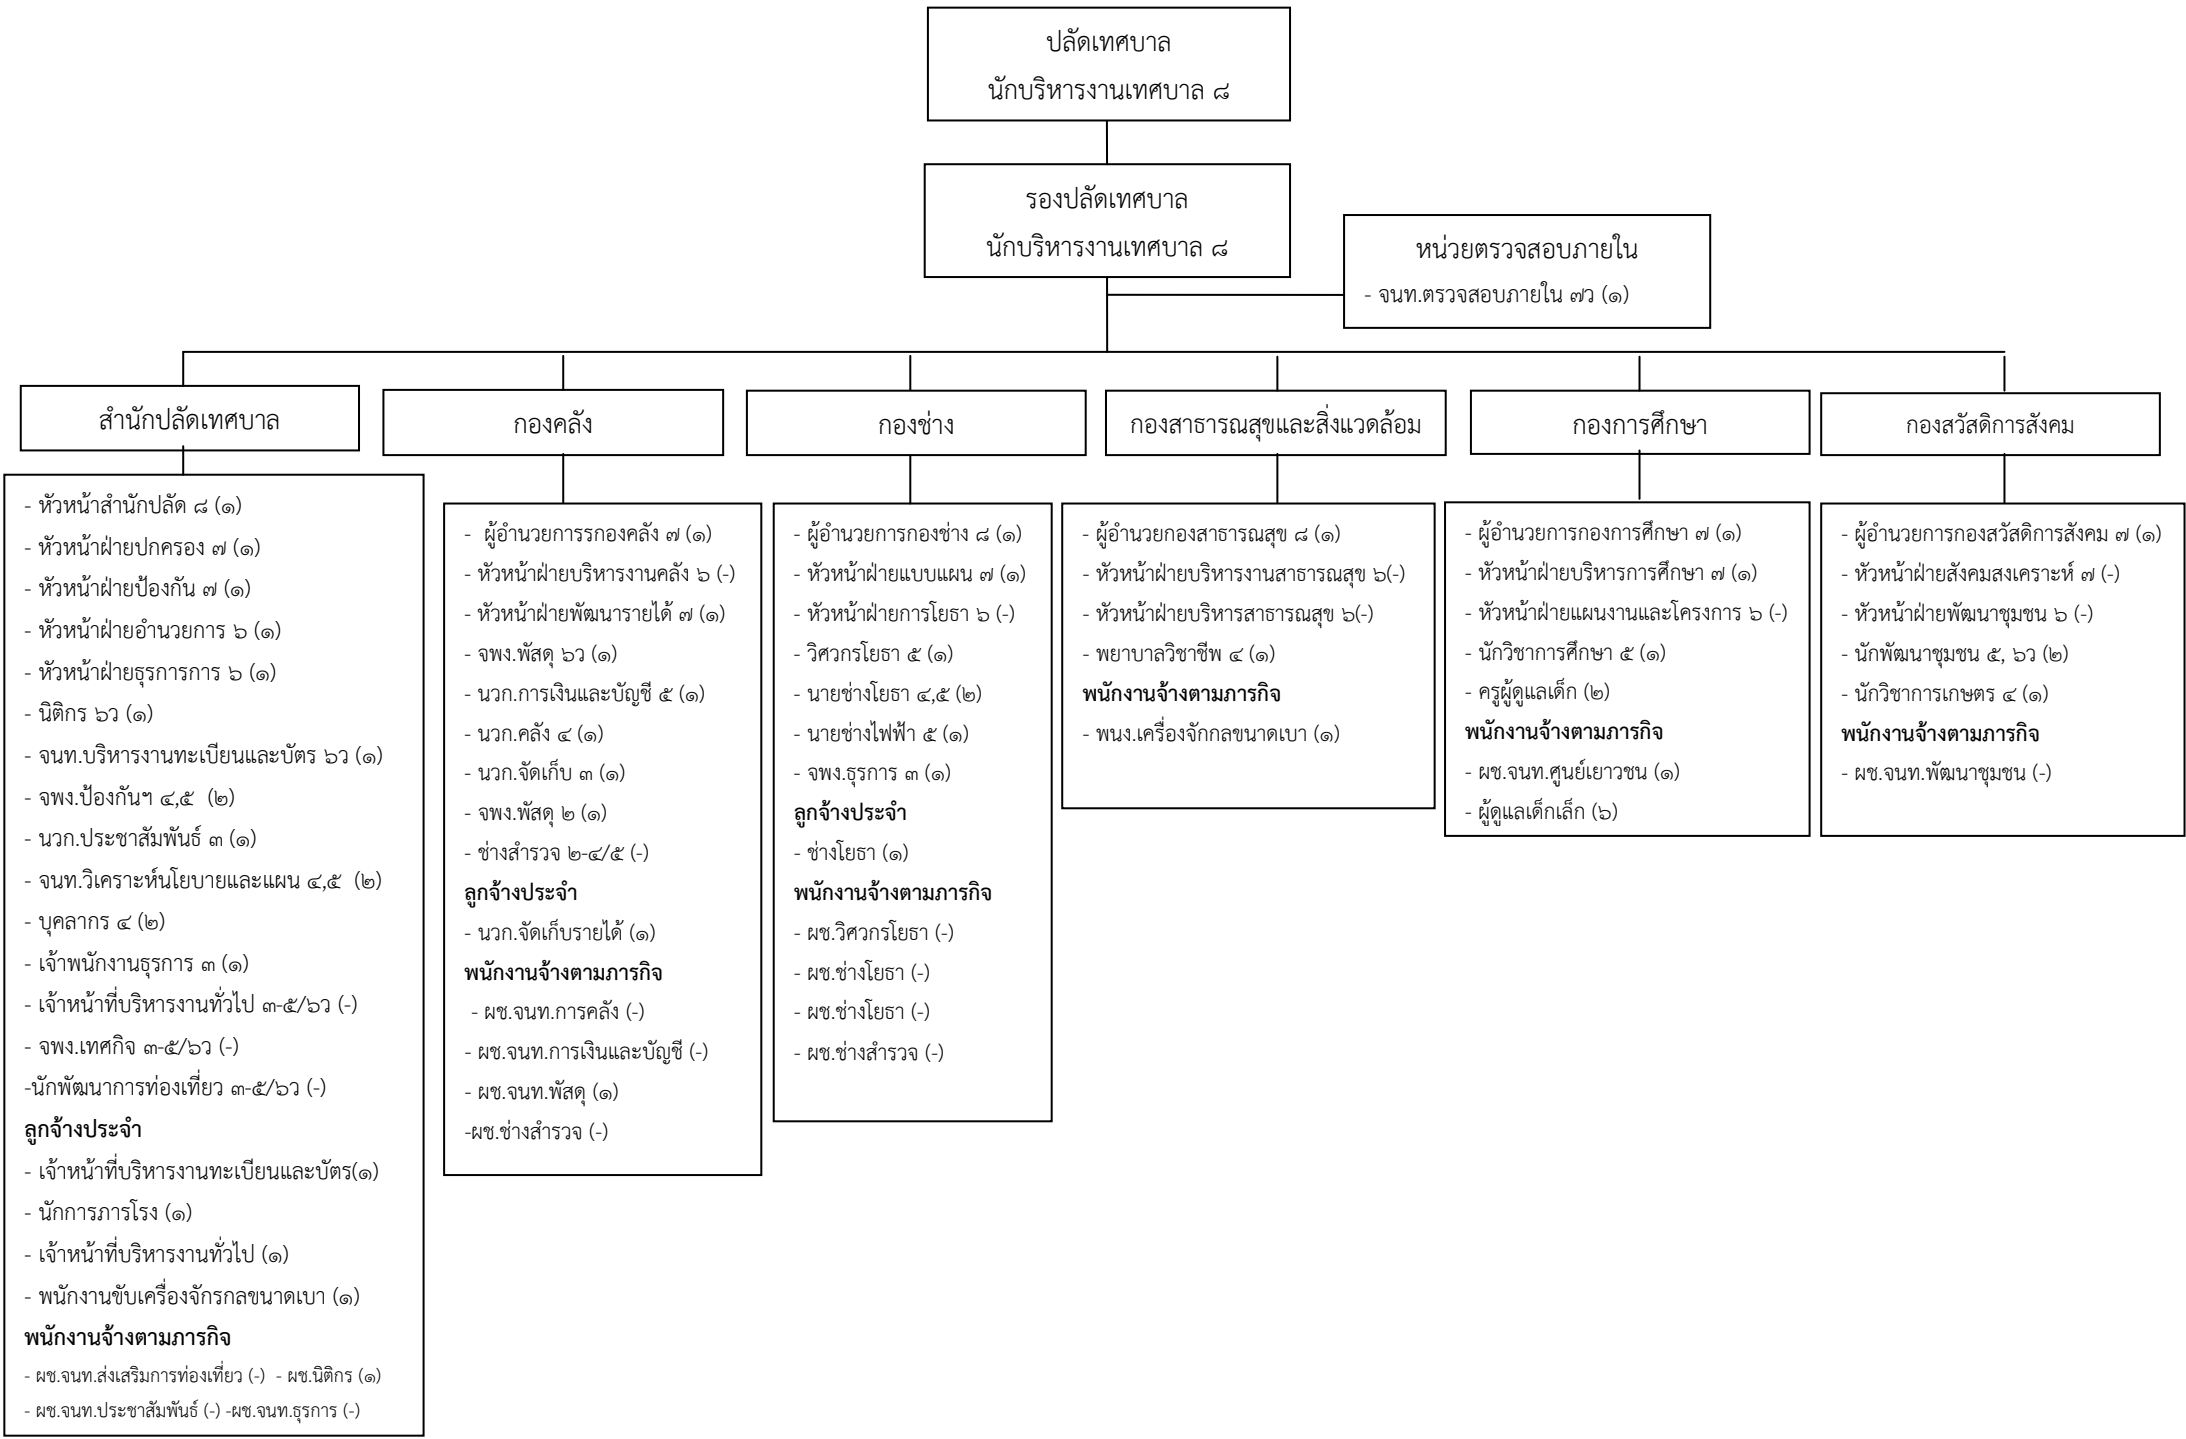 ปลัดเทศบาล
นักบริหารงานเทศบาล ๘
รองปลัดเทศบาล
นักบริหารงานเทศบาล ๘
หน่วยตรวจสอบภายใน
- จนท.ตรวจสอบภายใน ๗ว (๑)
สำนักปลัดเทศบาล
- หัวหน้าสำนักปลัด ๘ (๑)
- หัวหน้าฝ่ายปกครอง ๗ (๑)
- หัวหน้าฝ่ายป้องกัน ๗ (๑)
- หัวหน้าฝ่ายอำนวยการ ๖ (๑)
- หัวหน้าฝ่ายธุรการการ ๖ (๑)
- นิติกร ๖ว (๑)
- จนท.บริหารงานทะเบียนและบัตร ๖ว (๑)
- จพง.ป้องกันฯ ๔,๕  (๒)
- นวก.ประชาสัมพันธ์ ๓ (๑)
- จนท.วิเคราะห์นโยบายและแผน ๔,๕  (๒)
- บุคลากร ๔ (๒)
- เจ้าพนักงานธุรการ ๓ (๑)
- เจ้าหน้าที่บริหารงานทั่วไป ๓-๕/๖ว (-)
- จพง.เทศกิจ ๓-๕/๖ว (-)
-นักพัฒนาการท่องเที่ยว ๓-๕/๖ว (-)
ลูกจ้างประจำ
- เจ้าหน้าที่บริหารงานทะเบียนและบัตร(๑)
- นักการภารโรง (๑)
- เจ้าหน้าที่บริหารงานทั่วไป (๑)
- พนักงานขับเครื่องจักรกลขนาดเบา (๑)
พนักงานจ้างตามภารกิจ
- ผช.จนท.ส่งเสริมการท่องเที่ยว (-)  - ผช.นิติกร (๑)
- ผช.จนท.ประชาสัมพันธ์ (-) -ผช.จนท.ธุรการ (-)
กองคลัง
-  ผู้อำนวยการรกองคลัง ๗ (๑)
- หัวหน้าฝ่ายบริหารงานคลัง ๖ (-)
- หัวหน้าฝ่ายพัฒนารายได้ ๗ (๑)
- จพง.พัสดุ ๖ว (๑)
- นวก.การเงินและบัญชี ๕ (๑)
- นวก.คลัง ๔ (๑)
- นวก.จัดเก็บ ๓ (๑)
- จพง.พัสดุ ๒ (๑)
- ช่างสำรวจ ๒-๔/๕ (-)
ลูกจ้างประจำ
- นวก.จัดเก็บรายได้ (๑)
พนักงานจ้างตามภารกิจ
- ผช.จนท.การคลัง (-)
- ผช.จนท.การเงินและบัญชี (-)
- ผช.จนท.พัสดุ (๑)
-ผช.ช่างสำรวจ (-)
กองช่าง
- ผู้อำนวยการกองช่าง ๘ (๑)
- หัวหน้าฝ่ายแบบแผน ๗ (๑)
- หัวหน้าฝ่ายการโยธา ๖ (-)
- วิศวกรโยธา ๕ (๑)
- นายช่างโยธา ๔,๕ (๒)
- นายช่างไฟฟ้า ๕ (๑)
- จพง.ธุรการ ๓ (๑)
ลูกจ้างประจำ
- ช่างโยธา (๑)
พนักงานจ้างตามภารกิจ
- ผช.วิศวกรโยธา (-)
- ผช.ช่างโยธา (-)
- ผช.ช่างโยธา (-)
- ผช.ช่างสำรวจ (-)
กองสาธารณสุขและสิ่งแวดล้อม
- ผู้อำนวยกองสาธารณสุข ๘ (๑)
- หัวหน้าฝ่ายบริหารงานสาธารณสุข ๖(-)
- หัวหน้าฝ่ายบริหารสาธารณสุข ๖(-)
- พยาบาลวิชาชีพ ๔ (๑)
พนักงานจ้างตามภารกิจ
- พนง.เครื่องจักกลขนาดเบา (๑)
กองการศึกษา
- ผู้อำนวยการกองการศึกษา ๗ (๑)
- หัวหน้าฝ่ายบริหารการศึกษา ๗ (๑)
- หัวหน้าฝ่ายแผนงานและโครงการ ๖ (-)
- นักวิชาการศึกษา ๕ (๑)
- ครูผู้ดูแลเด็ก (๒)
พนักงานจ้างตามภารกิจ
- ผช.จนท.ศูนย์เยาวชน (๑)
- ผู้ดูแลเด็กเล็ก (๖)
กองสวัสดิการสังคม
- ผู้อำนวยการกองสวัสดิการสังคม ๗ (๑)
- หัวหน้าฝ่ายสังคมสงเคราะห์ ๗ (-)
- หัวหน้าฝ่ายพัฒนาชุมชน ๖ (-)
- นักพัฒนาชุมชน ๕, ๖ว (๒)
- นักวิชาการเกษตร ๔ (๑)
พนักงานจ้างตามภารกิจ
- ผช.จนท.พัฒนาชุมชน (-)